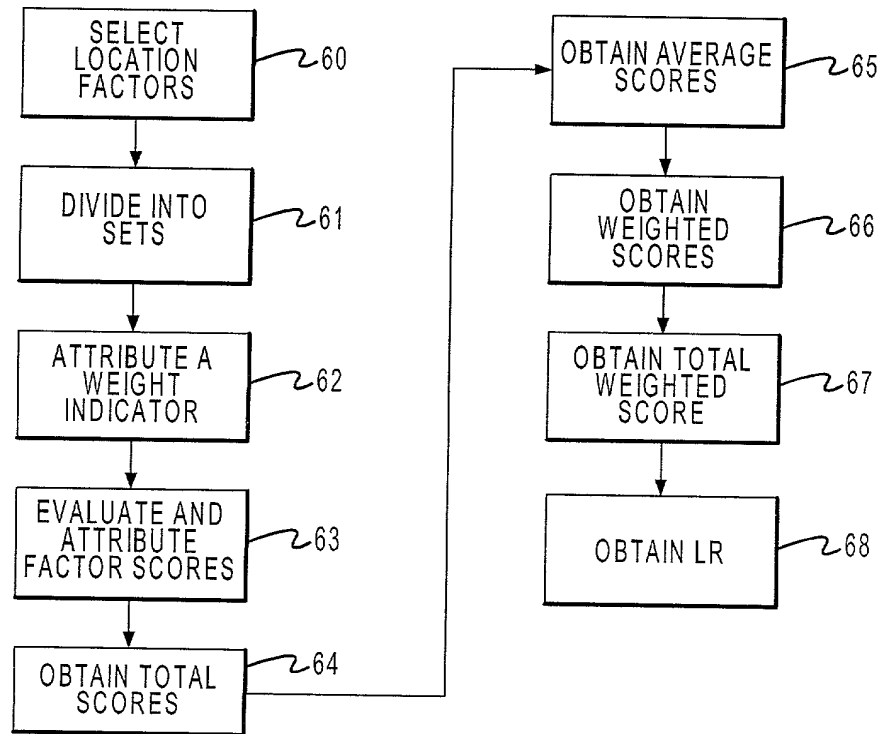 SELECT
LOCATION
FACTORS
60
DIVIDE INTO
SETS
61
ATTRIBUTE A
WEIGHT
INDICATOR
62
EVALUATE AND
ATTRIBUTE
FACTOR SCORES
63
OBTAIN TOTAL
SCORES
64
OBTAIN AVERAGE
SCORES
65
OBTAIN
WEIGHTED
SCORES
66
OBTAIN TOTAL
WEIGHTED
SCORE
67
OBTAIN LR
68